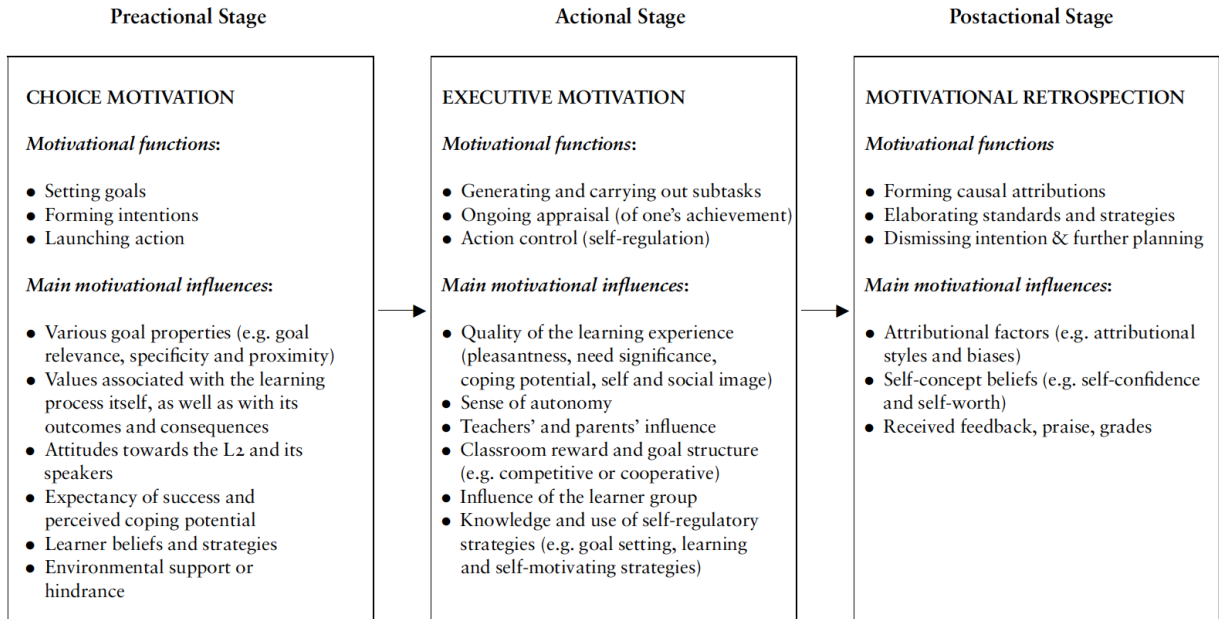 Preactional Stage
Actional Stage
Postactional Stage
CHOICE MOTIVATION
Motivational functions:
● Setting goals
● Forming intentions
● Launching action
Main motivational influences:
● Various goal properties (e.g. goal
relevance, specificity and proximity)
● Values associated with the learning
process itself, as well as with its
outcomes and consequences
● Attitudes towards the L2 and its
speakers
● Expectancy of success and
perceived coping potential
● Learner beliefs and strategies
● Environmental support or
hindrance
EXECUTIVE MOTIVATION
Motivational functions:
● Generating and carrying out subtasks
● Ongoing appraisal (of one's achievement)
● Action control (self-regulation)
Main motivational influences:
● Quality of the learning experience
(pleasantness, need significance,
coping potential, self and social image)
● Sense of autonomy
● Teachers' and parents' influence
● Classroom reward and goal structure
(e.g. competitive or cooperative)
● Influence of the learner group
● Knowledge and use of self-regulatory
strategies (e.g. goal setting, learning
and self-motivating strategies)
MOTIVATIONAL RETROSPECTION
Motivational functions
● Forming causal attributions
● Elaborating standards and strategies
● Dismissing intention & further planning
Main motivational influences:
● Attributional factors (e.g. attributional
styles and biases)
● Self-concept beliefs (e.g. self-confidence
and self-worth)
● Received feedback, praise, grades